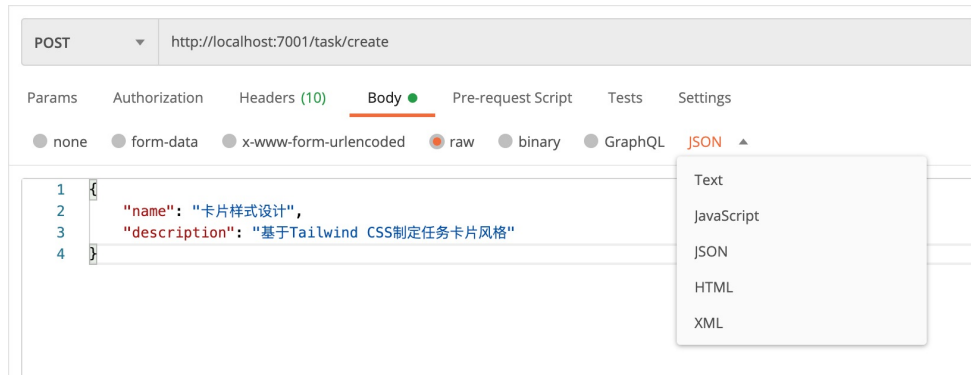 POST http://localhost:7001/task/create
Params Authorization Headers (10) Body Pre-request Script Tests Settings
none form-data x-www-form-urlencoded raw binary GraphQL JSON
Text
JavaScript
JSON
HTML
XML
1 {
2 "name": "卡片样式设计",
3 "description": "基于Tailwind CSS制定任务卡片风格"
4 }